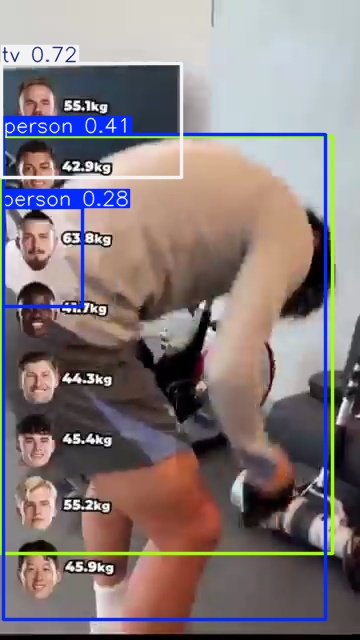 tv 0.72
55.1kg
person 0.41
42.9kg
person 0.28
63.8kg
41.7kg
44.3kg
45.4kg
55.2kg
45.9kg